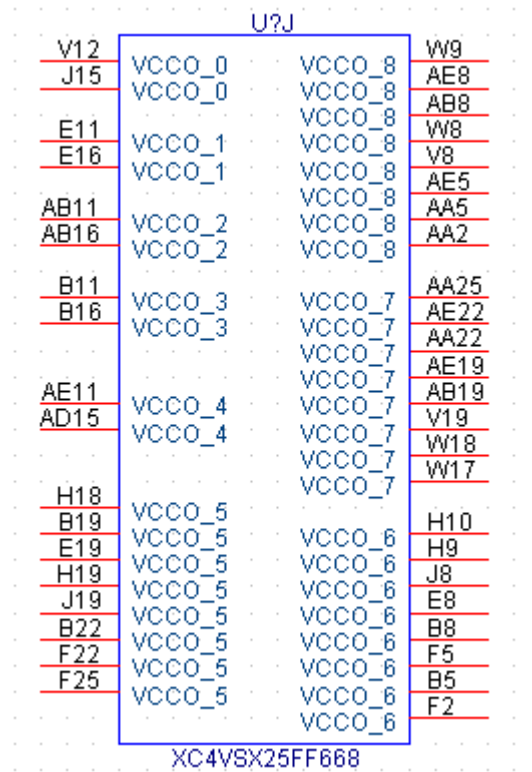 U?J
V12 VCCO_0 VCCO_8 W9
J15 VCCO_0 VCCO_8 AE8
VCCO_8 AB8
E11 VCCO_1 VCCO_8 W8
E16 VCCO_1 VCCO_8 V8
VCCO_8 AE5
AB11 VCCO_2 VCCO_8 AA5
AB16 VCCO_2 VCCO_8 AA2
B11 VCCO_3 VCCO_7 AA25
B16 VCCO_3 VCCO_7 AE22
VCCO_7 AA22
VCCO_7 AE19
AE11 VCCO_4 VCCO_7 AB19
AD15 VCCO_4 VCCO_7 V19
VCCO_7 W18
VCCO_7 W17
H18 VCCO_5
B19 VCCO_5 VCCO_6 H10
E19 VCCO_5 VCCO_6 H9
H19 VCCO_5 VCCO_6 J8
J19 VCCO_5 VCCO_6 E8
B22 VCCO_5 VCCO_6 B8
F22 VCCO_5 VCCO_6 F5
F25 VCCO_5 VCCO_6 B5
VCCO_6 F2
XC4VSX25FF668